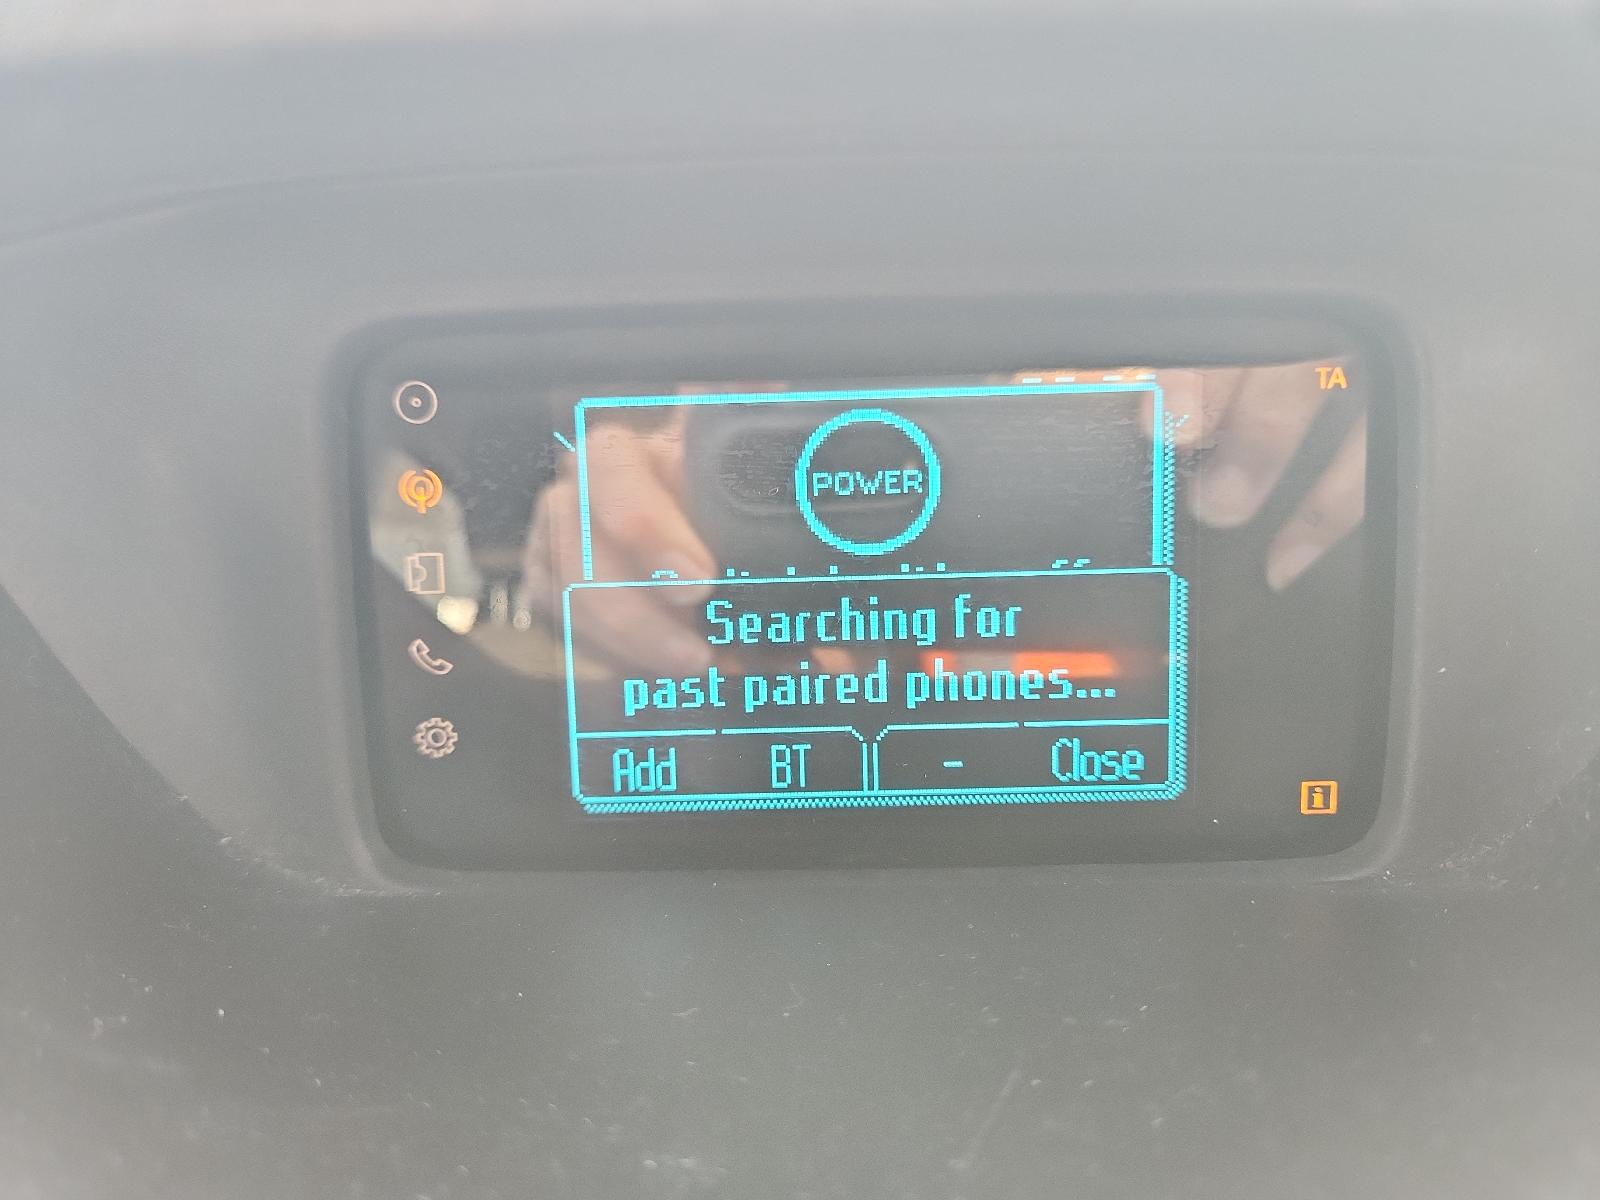 TA
POWER
Searching for
past paired phones...
Add BT - Close
i